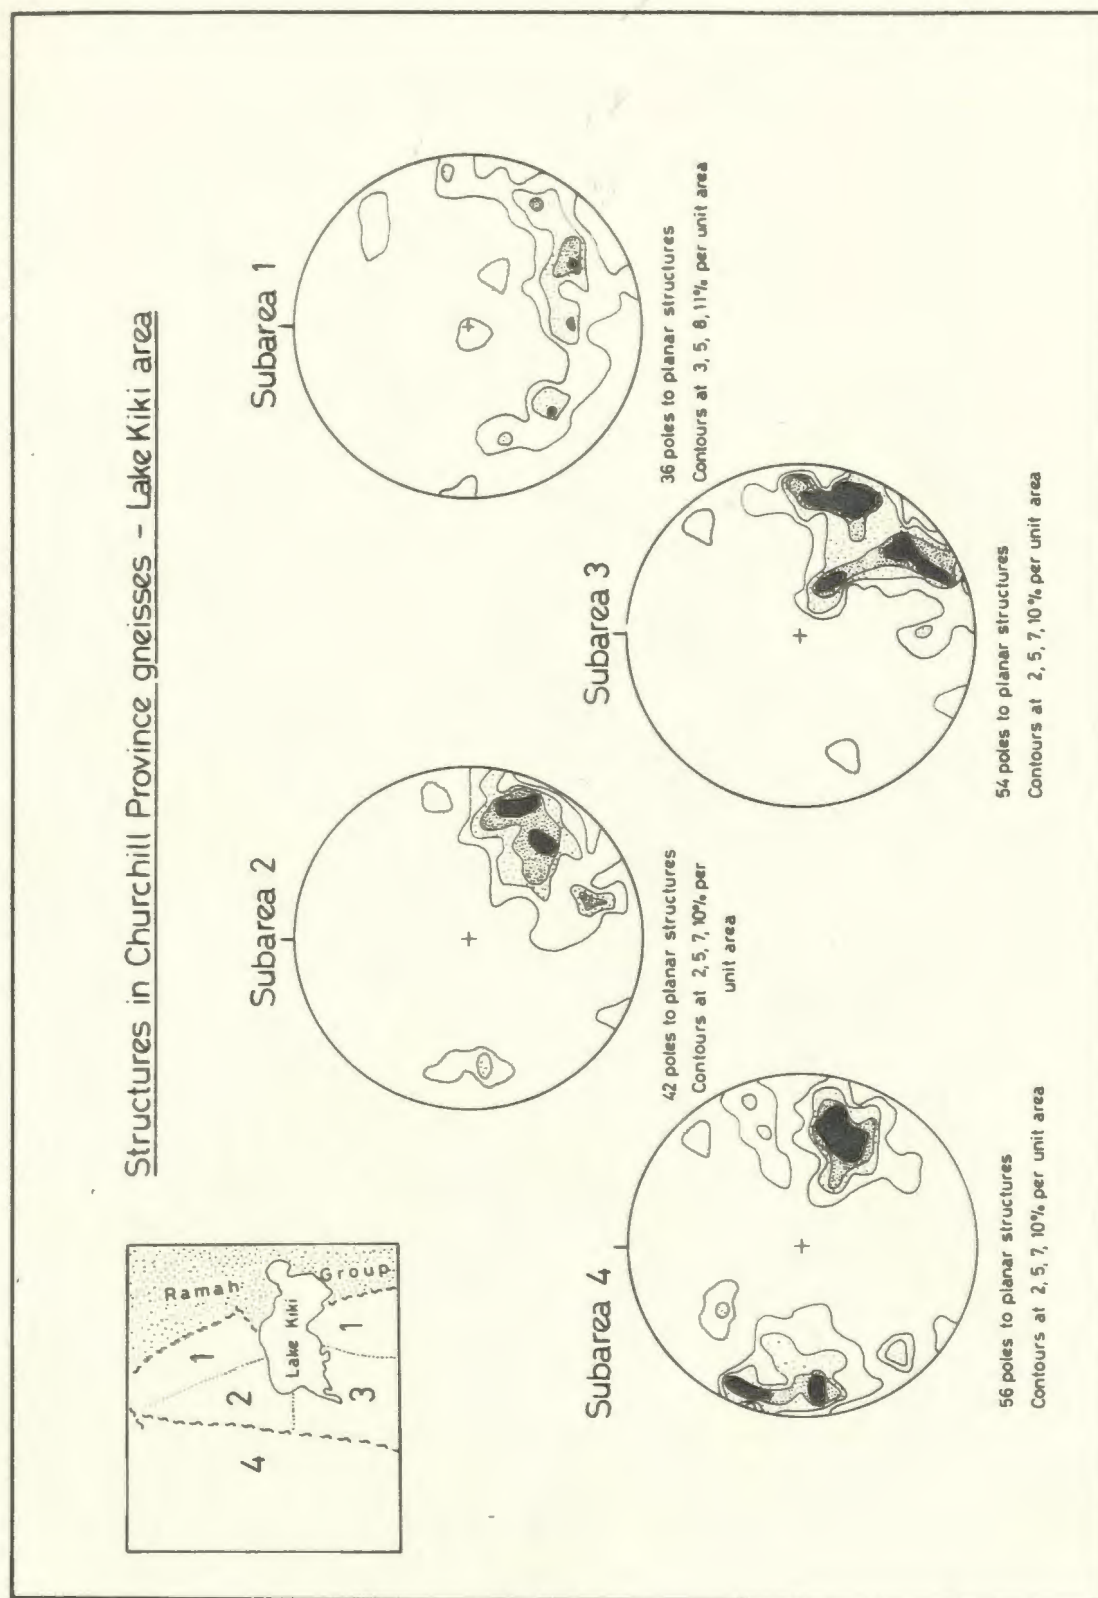 Structures in Churchill Province gneisses - Lake Kiki area
Ramah
Group
Lake Kiki
1
1
2
3
4
Subarea 1
36 poles to planar structures
Contours at 3, 5, 8, 11% per unit area
Subarea 2
42 poles to planar structures
Contours at 2, 5, 7, 10% per
unit area
Subarea 3
54 poles to planar structures
Contours at 2, 5, 7, 10% per unit area
Subarea 4
56 poles to planar structures
Contours at 2, 5, 7, 10% per unit area